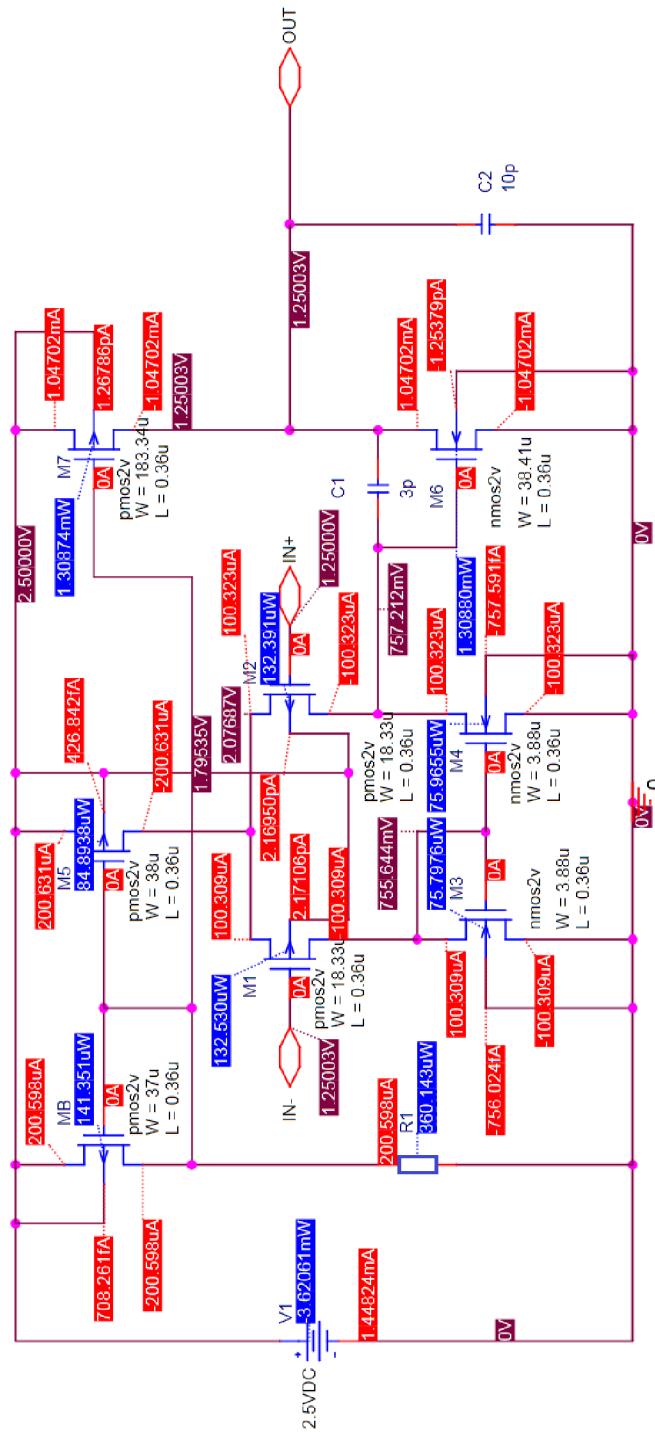 2.50000V
MB
141.351uW
pmos2v
W = 37u
L = 0.36u
0A
200.598uA
708.261fA
-200.598uA
M5
84.8938uW
pmos2v
W = 38u
L = 0.36u
0A
200.631uA
426.842fA
-200.631uA
1.79535V
M7
1.30874mW
pmos2v
W = 183.34u
L = 0.36u
0A
1.04702mA
1.26786pA
-1.04702mA
1.25003V
1.25003V
OUT
V1
2.5VDC
+
-
-3.62061mW
1.44824mA
0V
R1
200.598uA
360.143uW
IN-
1.25003V
M1
132.530uW
pmos2v
W = 18.33u
L = 0.36u
0A
100.309uA
2.17106pA
-100.309uA
2.07687V
M2
132.391uW
pmos2v
W = 18.33u
L = 0.36u
0A
100.323uA
2.16950pA
-100.323uA
IN+
1.25000V
755.644mV
757.212mV
M3
75.7976uW
nmos2v
W = 3.88u
L = 0.36u
0A
100.309uA
-756.024fA
-100.309uA
M4
75.9655uW
nmos2v
W = 3.88u
L = 0.36u
0A
100.323uA
-757.591fA
-100.323uA
C1
3p
M6
1.30880mW
nmos2v
W = 38.41u
L = 0.36u
0A
1.04702mA
-1.25379pA
-1.04702mA
C2
10p
0V
0V
0